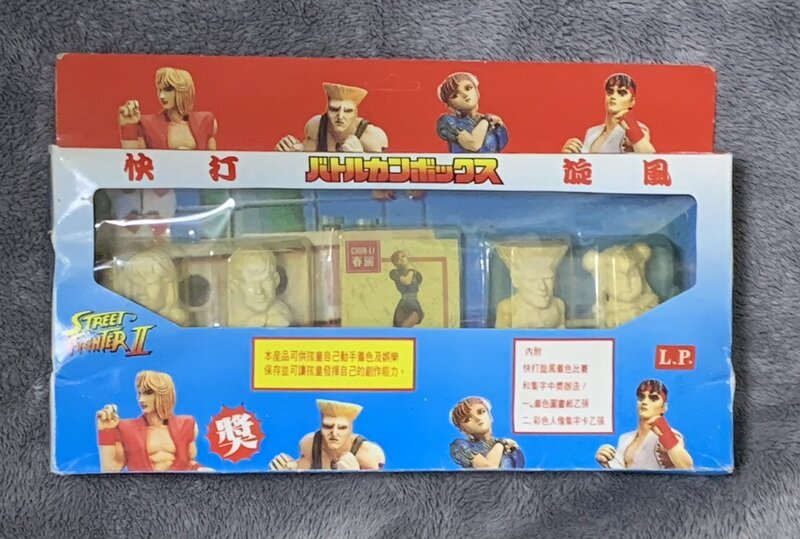 快打 バトルカンボックス 旋風
CHUN-LI
春麗
STREET
FIGHTER II
本產品可供孩童自己動手着色及娛樂
保存並可讓孩童發揮自己的創作能力。
內附
快打旋風着色比賽
和集字中獎辦法！
一、着色圖畫紙乙張
二、彩色人像集字卡乙張
L.P.
獎